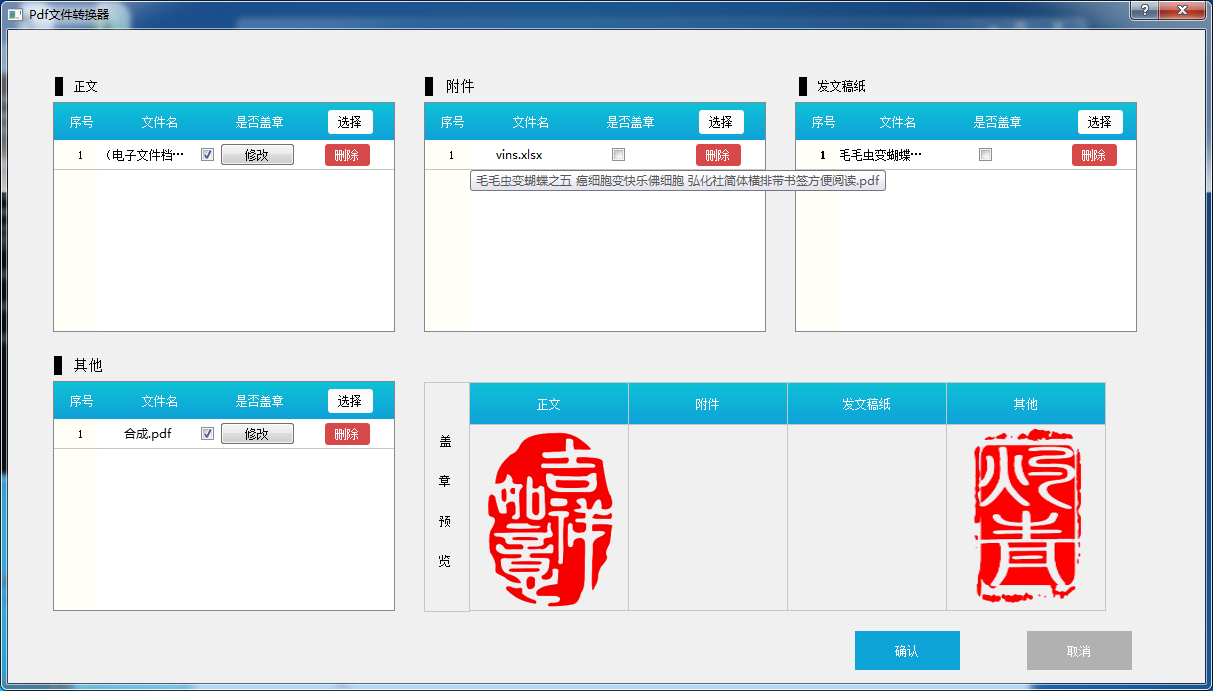 Pdf文件转换器
?
正文
序号 文件名 是否盖章 选择
1 （电子文件档… 修改 删除
附件
序号 文件名 是否盖章 选择
1 vins.xlsx 删除
发文稿纸
序号 文件名 是否盖章 选择
1 毛毛虫变蝴蝶… 删除
毛毛虫变蝴蝶之五 癌细胞变快乐佛细胞 弘化社简体横排带书签方便阅读.pdf
其他
序号 文件名 是否盖章 选择
1 合成.pdf 修改 删除
盖
章
预
览
正文 附件 发文稿纸 其他
吉祥
如意
确认 取消